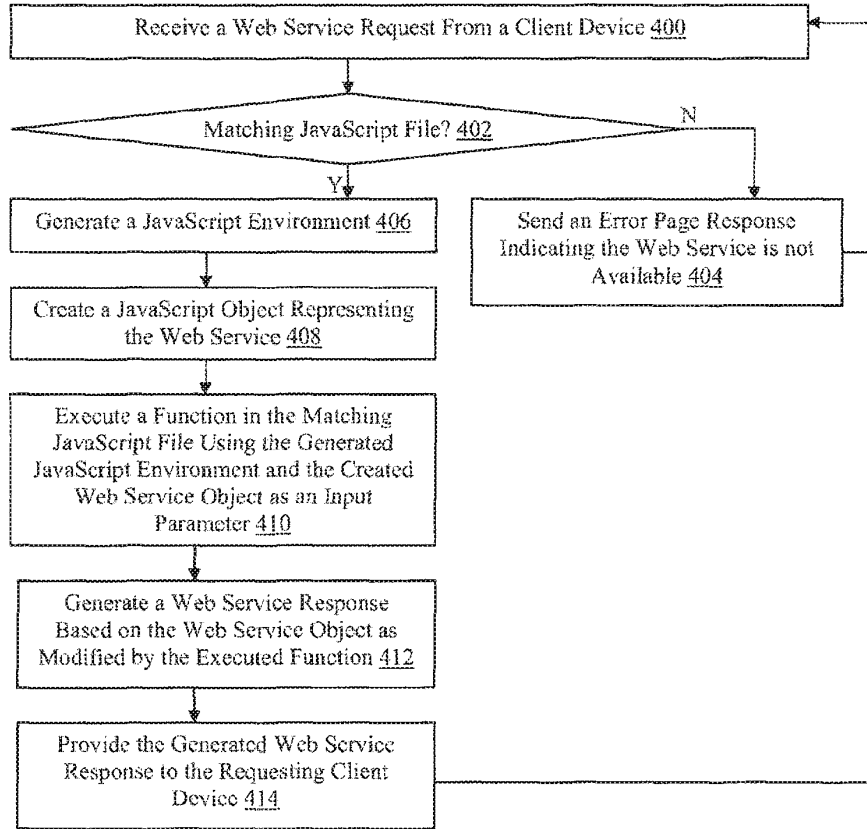 Receive a Web Service Request From a Client Device 400
Matching JavaScript File? 402
N
Y
Generate a JavaScript Environment 406
Send an Error Page Response
Indicating the Web Service is not
Available 404
Create a JavaScript Object Representing
the Web Service 408
Execute a Function in the Matching
JavaScript File Using the Generated
JavaScript Environment and the Created
Web Service Object as an Input
Parameter 410
Generate a Web Service Response
Based on the Web Service Object as
Modified by the Executed Function 412
Provide the Generated Web Service
Response to the Requesting Client
Device 414